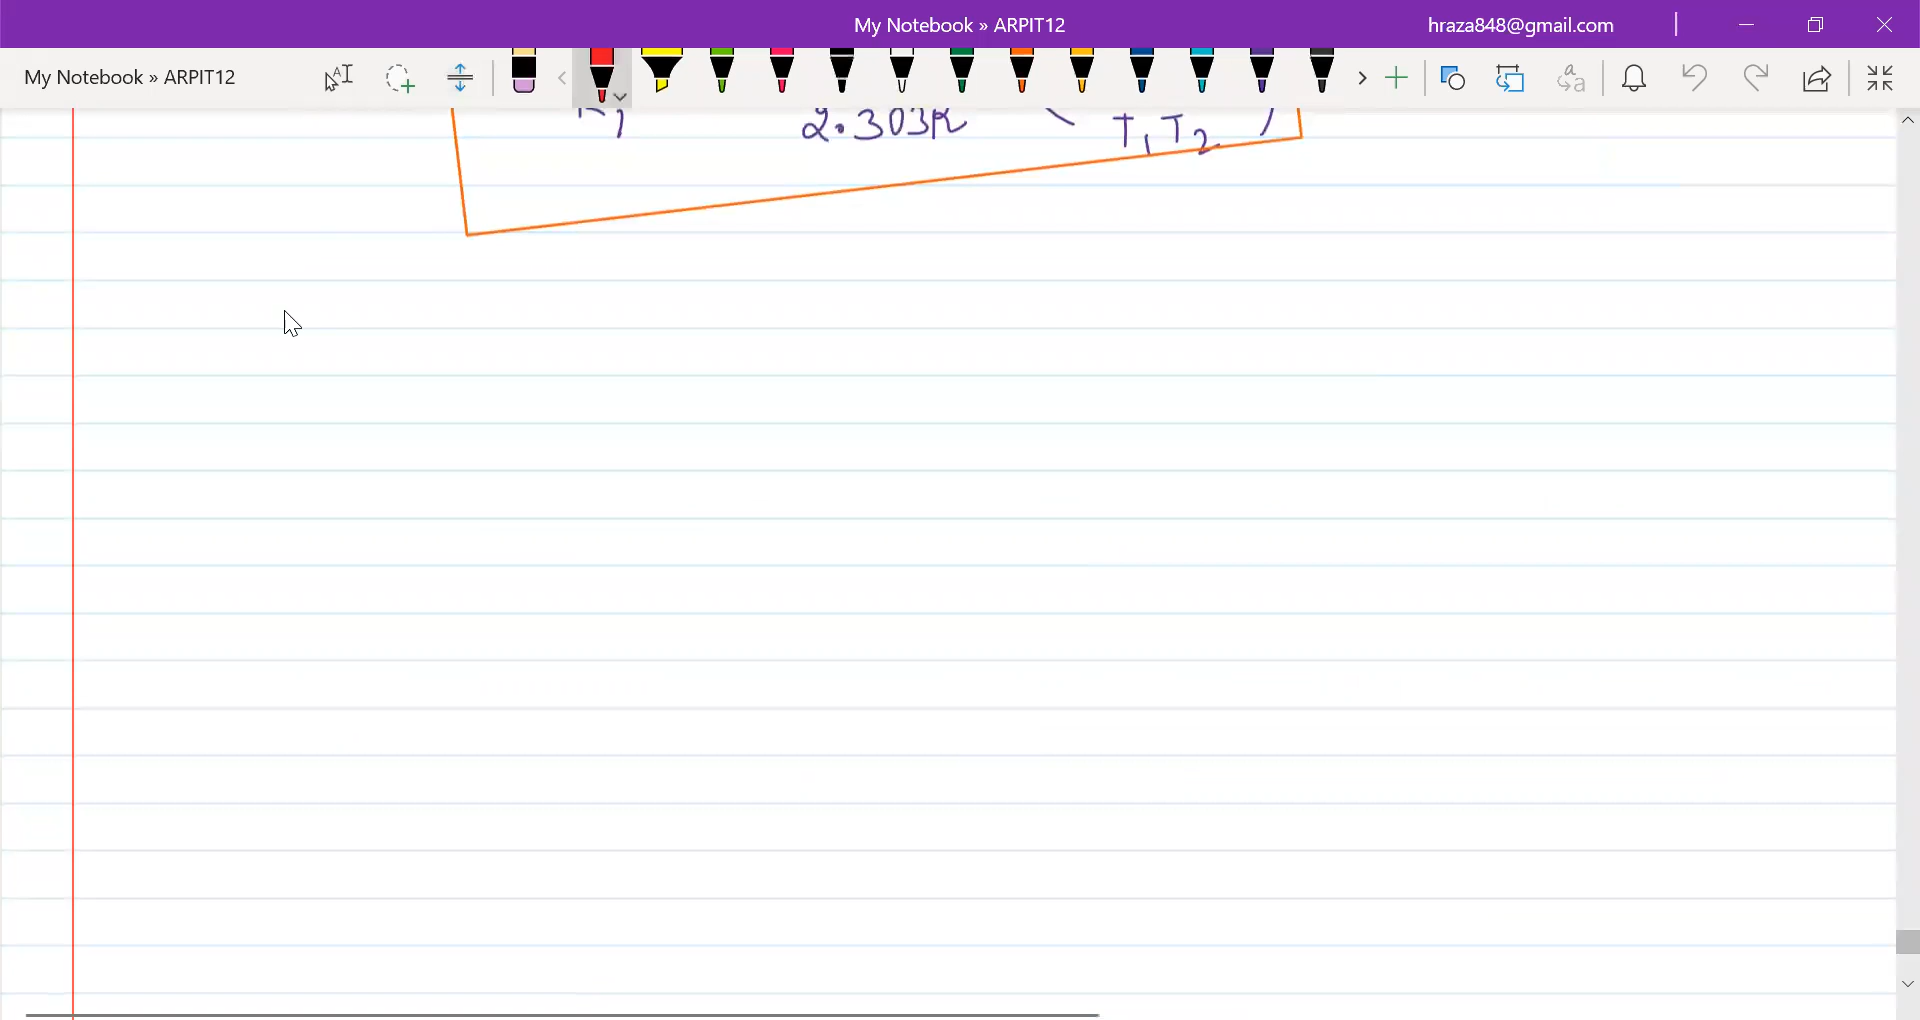 My Notebook » ARPIT12
hraza848@gmail.com
My Notebook » ARPIT12
2.303R
T₁T₂